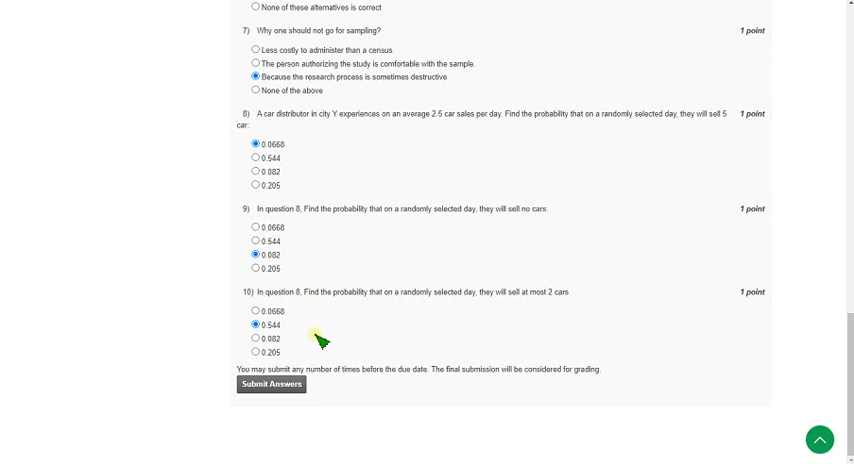 None of these alternatives is correct
7) Why one should not go for sampling? 1 point
Less costly to administer than a census.
The person authorizing the study is comfortable with the sample.
Because the research process is sometimes destructive
None of the above
8) A car distributor in city Y experiences on an average 2.5 car sales per day. Find the probability that on a randomly selected day, they will sell 5 1 point
car:
0.0668
0.544
0.082
0.205
9) In question 8, Find the probability that on a randomly selected day, they will sell no cars: 1 point
0.0668
0.544
0.082
0.205
10) In question 8, Find the probability that on a randomly selected day, they will sell at most 2 cars 1 point
0.0668
0.544
0.082
0.205
You may submit any number of times before the due date. The final submission will be considered for grading.
Submit Answers